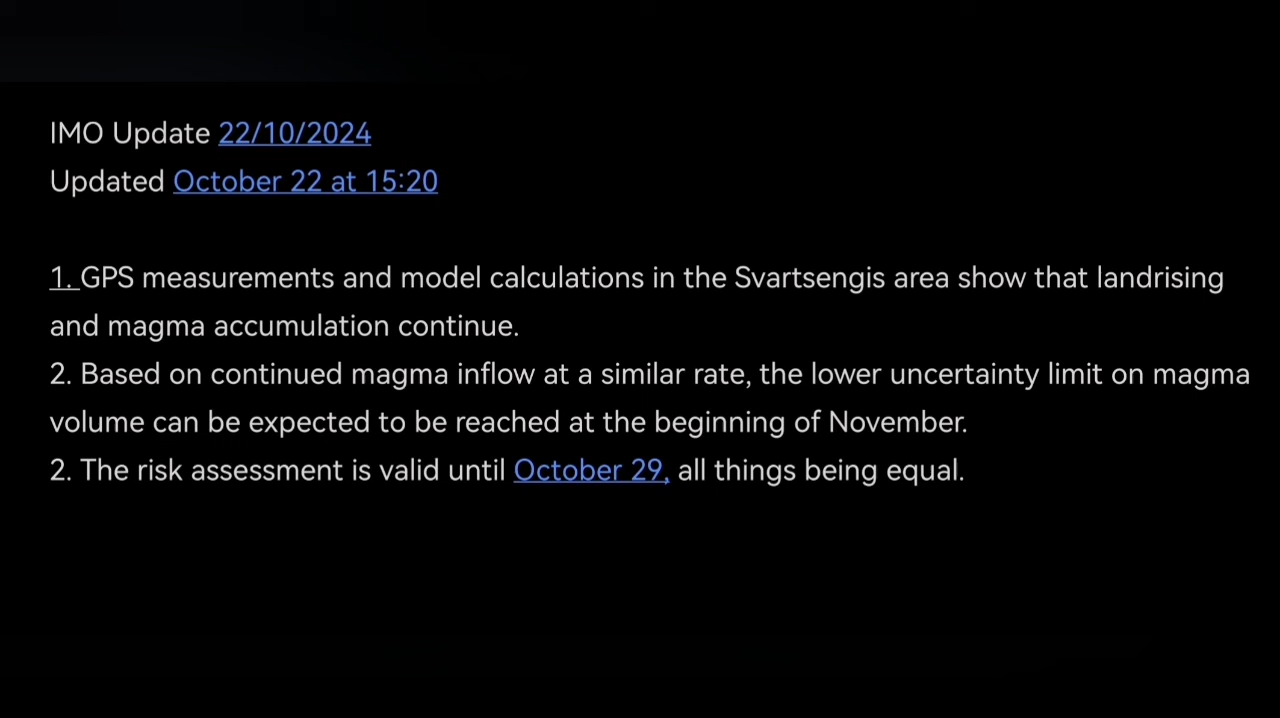 IMO Update 22/10/2024
Updated October 22 at 15:20
1. GPS measurements and model calculations in the Svartsengis area show that landrising
and magma accumulation continue.
2. Based on continued magma inflow at a similar rate, the lower uncertainty limit on magma
volume can be expected to be reached at the beginning of November.
2. The risk assessment is valid until October 29, all things being equal.